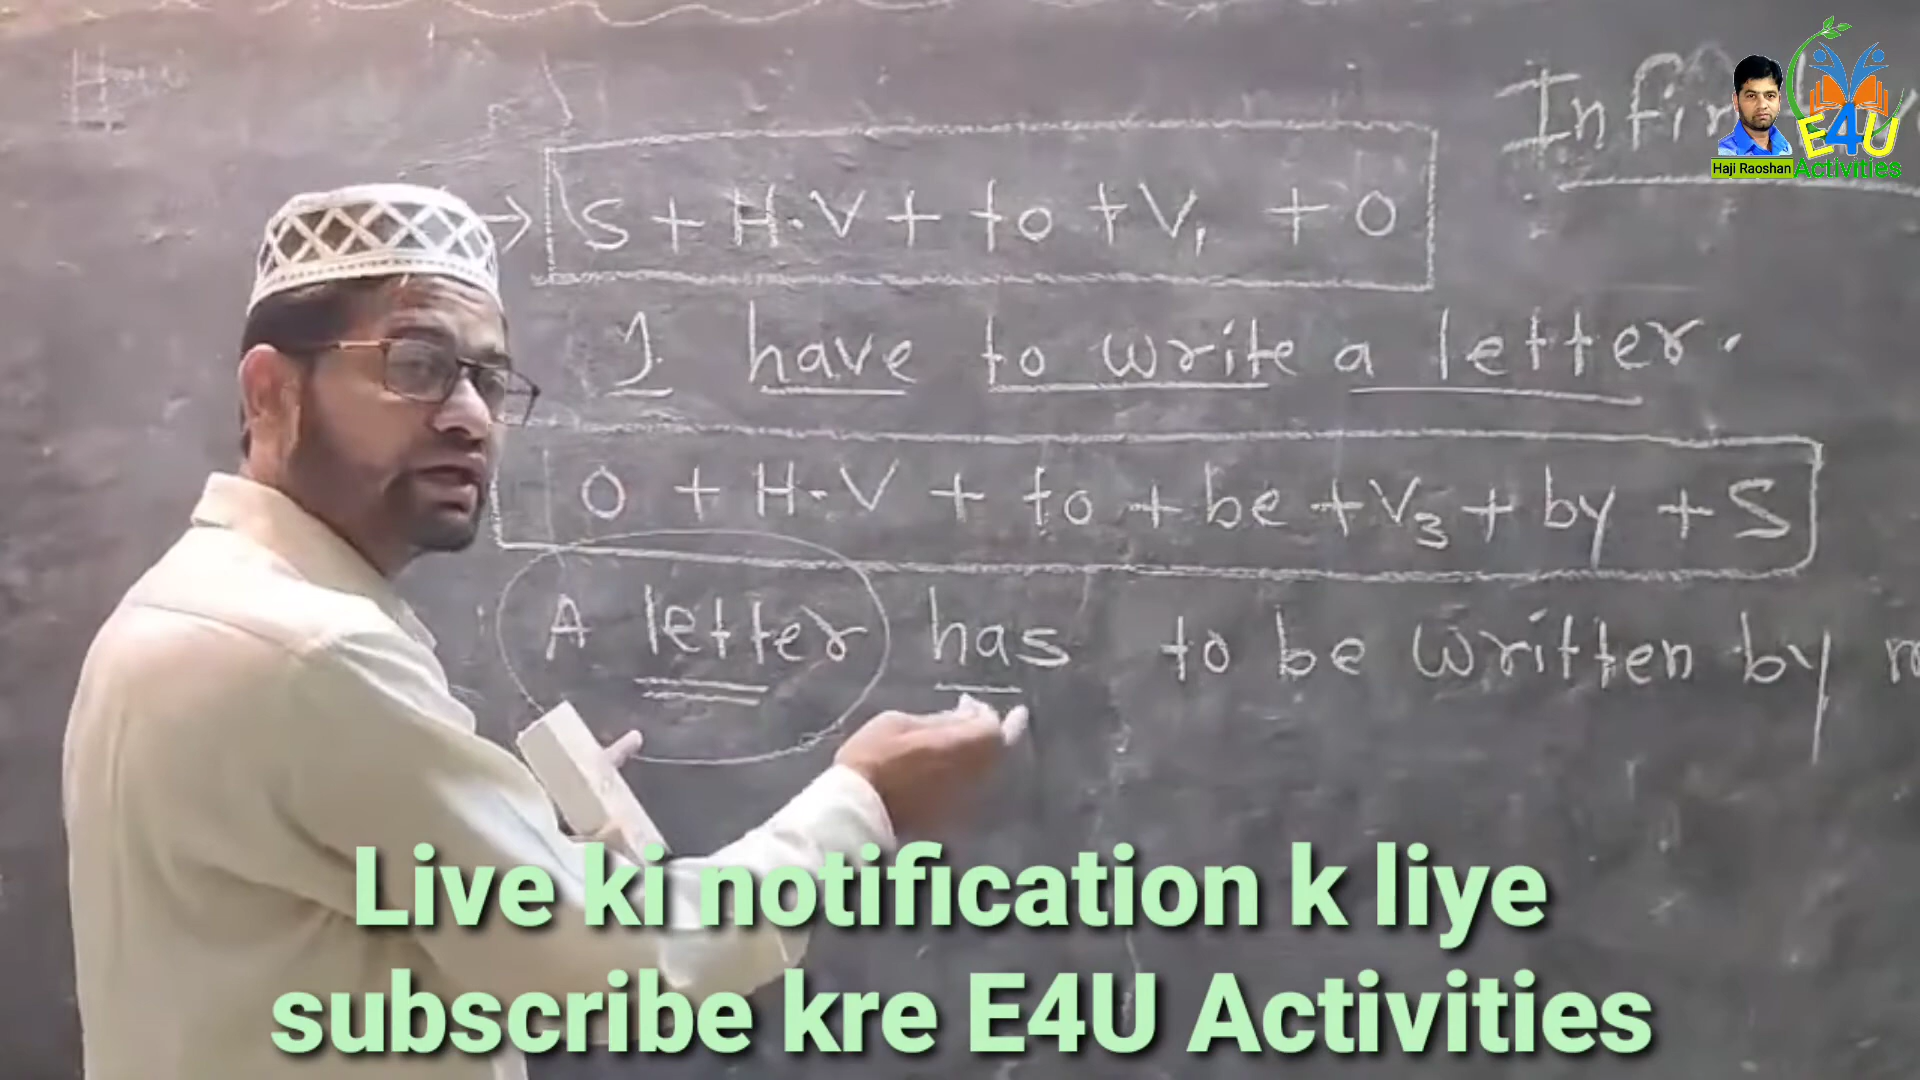 S + H.V + to + V1 + O
I have to write a letter.
O + H.V + to + be + V3 + by + S
A letter has to be written by
Haji Raoshan
E4U
Activities
Live ki notification k liye
subscribe kre E4U Activities